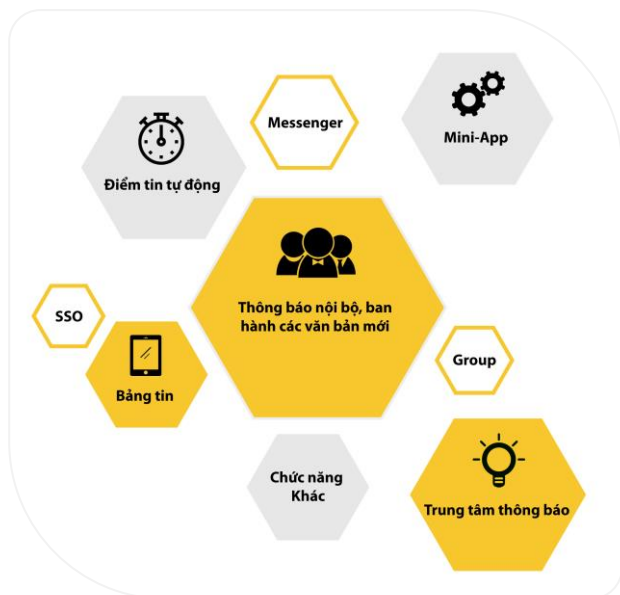 Messenger
Mini-App
Điểm tin tự động
Thông báo nội bộ, ban
hành các văn bản mới
SSO
Group
Bảng tin
Chức năng
Khác
Trung tâm thông báo